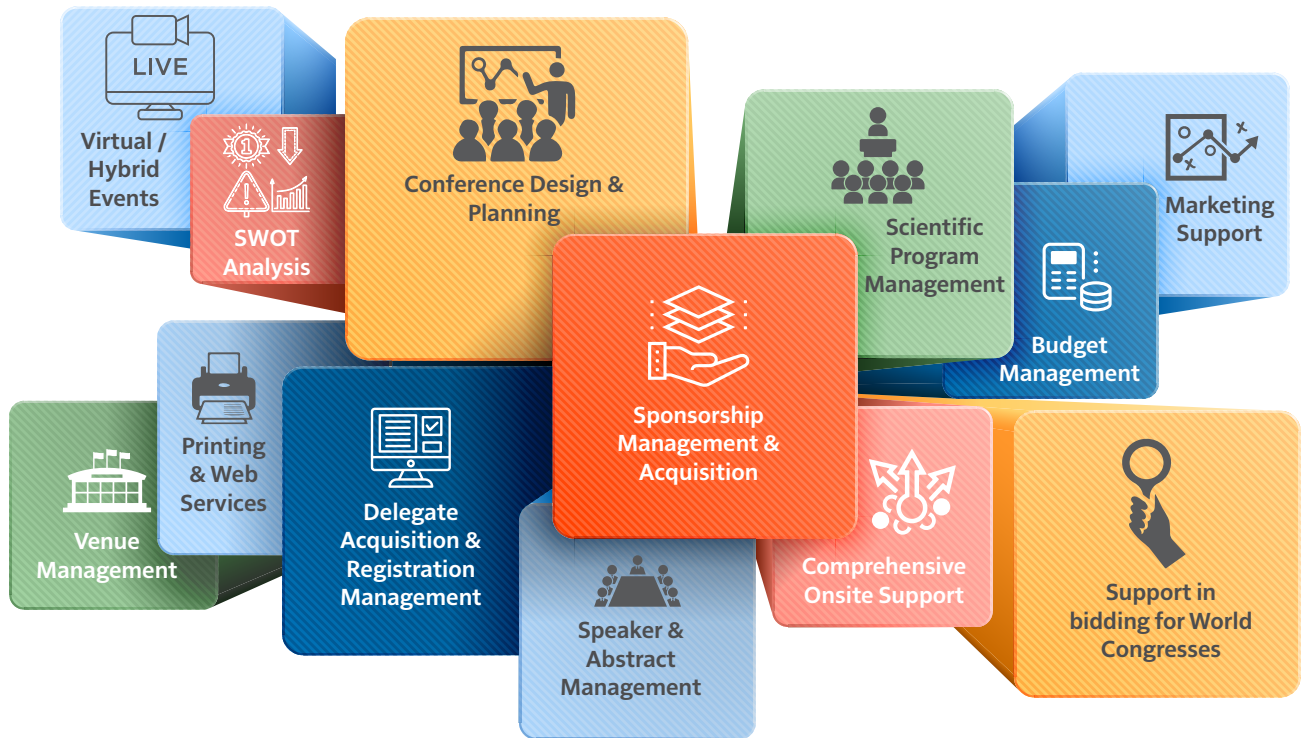 LIVE
Virtual /
Hybrid
Events
1
SWOT
Analysis
Conference Design &
Planning
Scientific
Program
Management
Marketing
Support
Budget
Management
Sponsorship
Management &
Acquisition
Printing
& Web
Services
Venue
Management
Delegate
Acquisition &
Registration
Management
Speaker &
Abstract
Management
Comprehensive
Onsite Support
Support in
bidding for World
Congresses